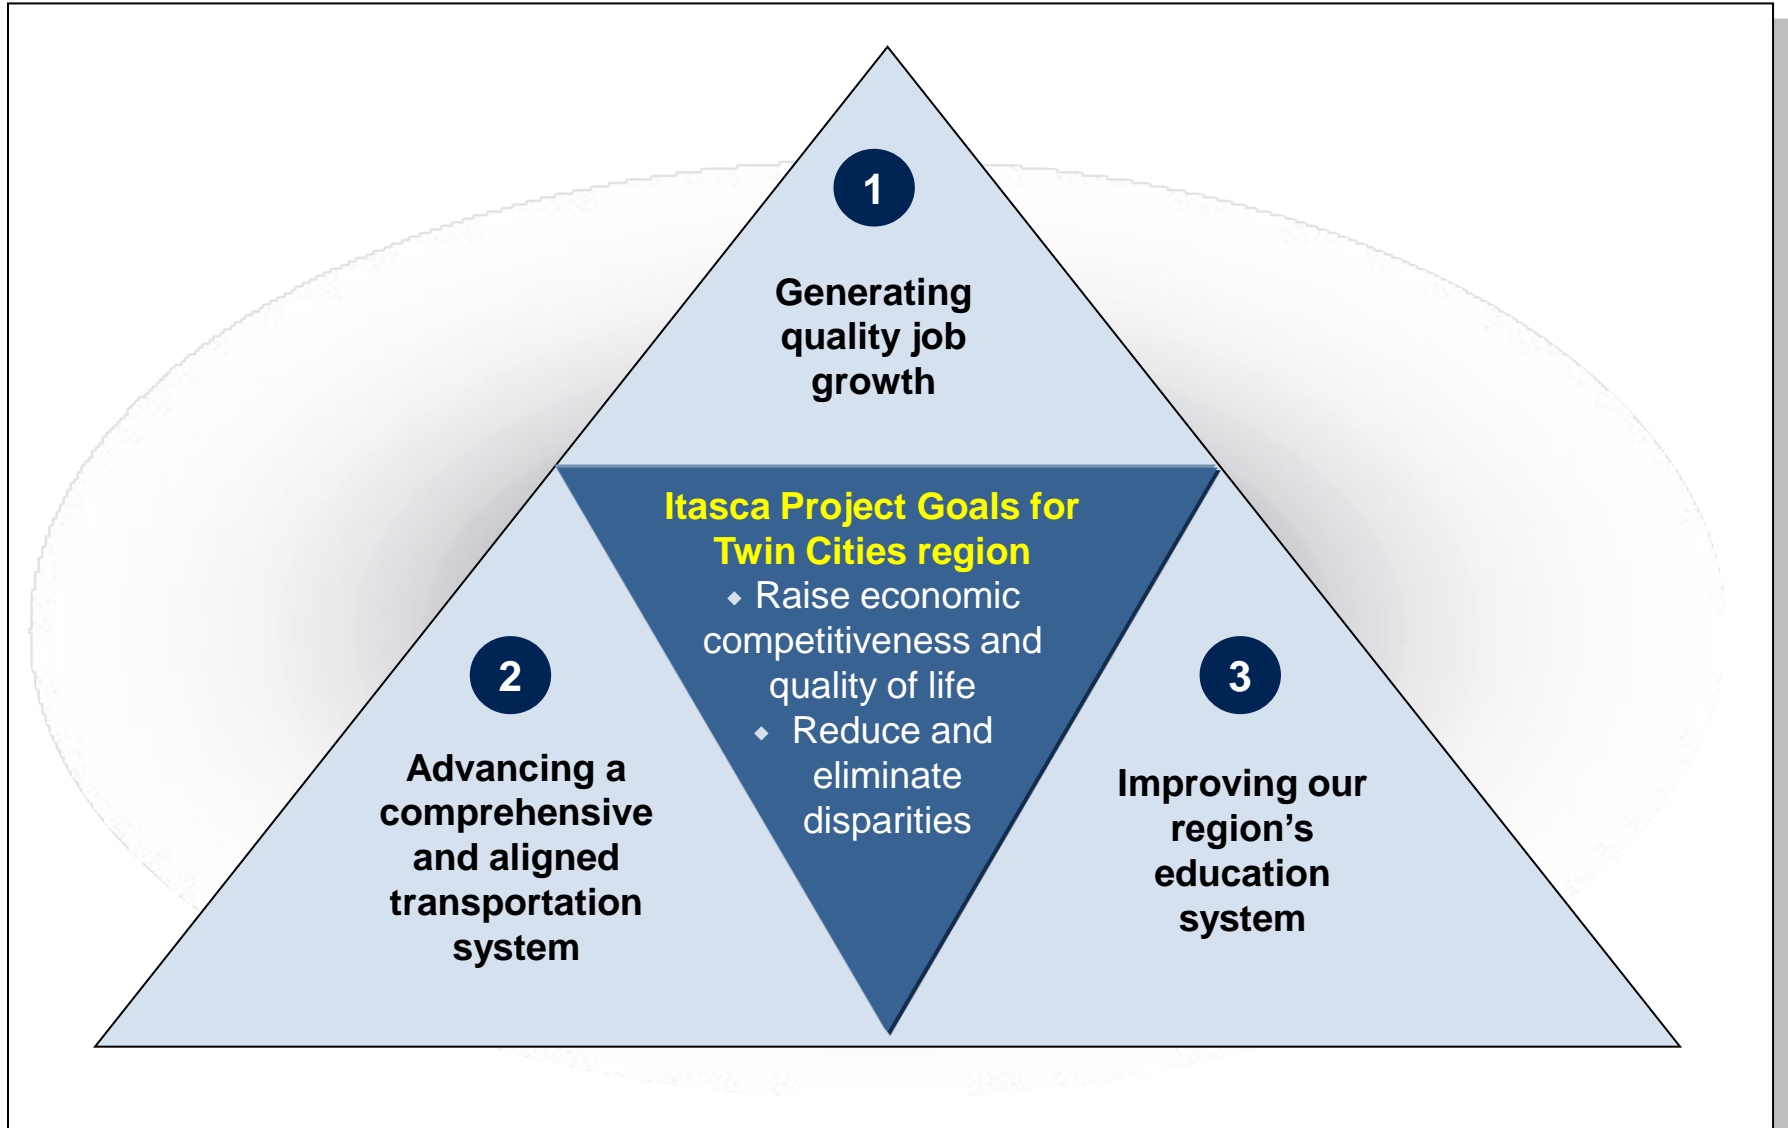 1
Generating
quality job
growth
Itasca Project Goals for
Twin Cities region
◆ Raise economic
competitiveness and
quality of life
◆ Reduce and
eliminate
disparities
2
Advancing a
comprehensive
and aligned
transportation
system
3
Improving our
region’s
education
system